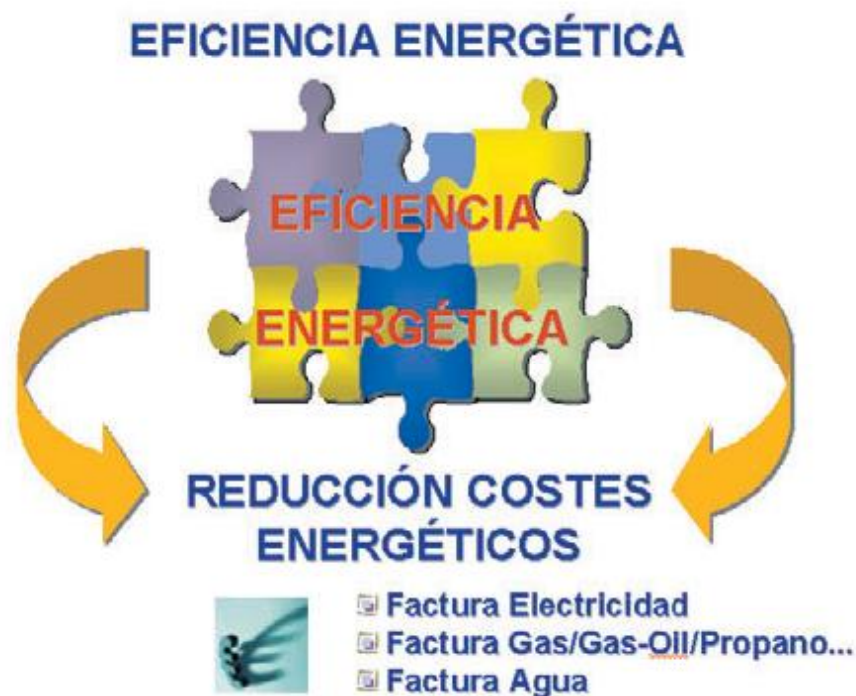 EFICIENCIA ENERGÉTICA
EFICIENCIA
ENERGÉTICA
REDUCCIÓN COSTES
ENERGÉTICOS
Factura Electricidad
Factura Gas/Gas-Oil/Propano...
Factura Agua